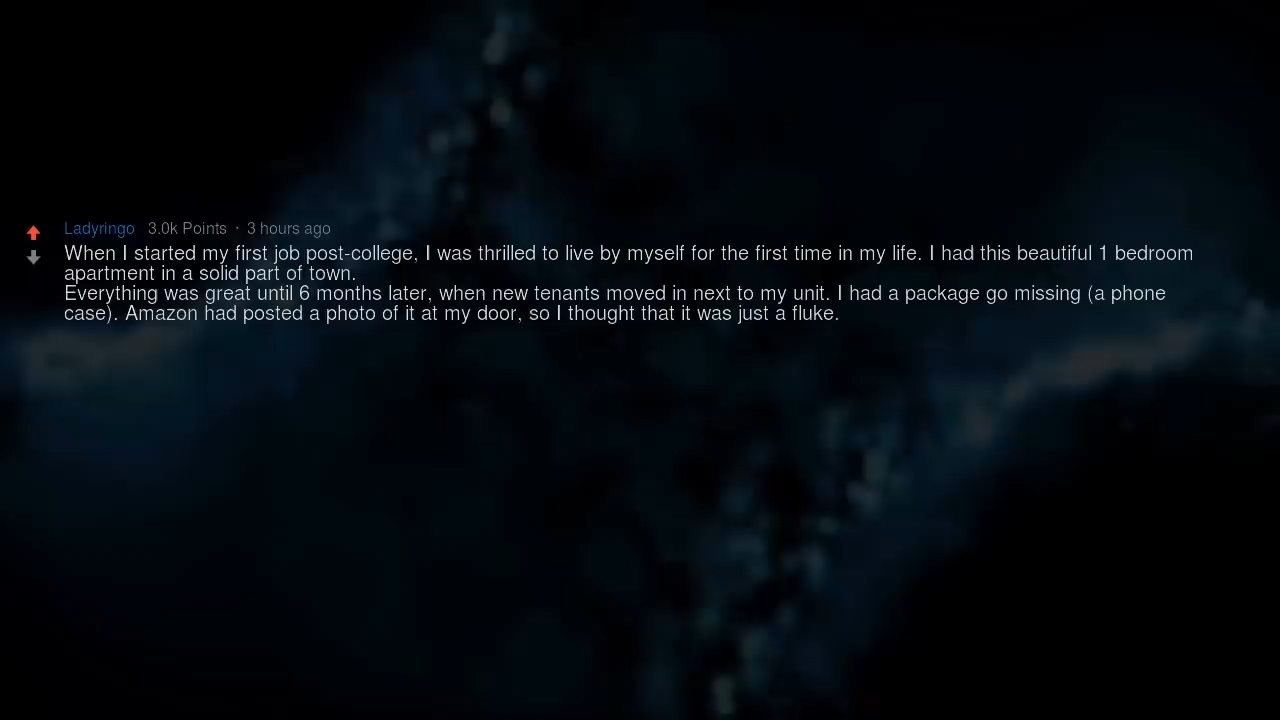 Ladyringo 3.0k Points · 3 hours ago
When I started my first job post-college, I was thrilled to live by myself for the first time in my life. I had this beautiful 1 bedroom
apartment in a solid part of town.
Everything was great until 6 months later, when new tenants moved in next to my unit. I had a package go missing (a phone
case). Amazon had posted a photo of it at my door, so I thought that it was just a fluke.